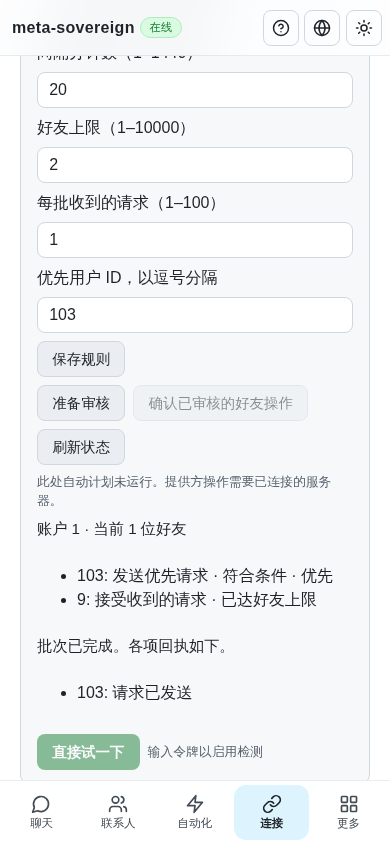 meta-sovereign 在线
20
好友上限（1–10000）
2
每批收到的请求（1–100）
1
优先用户 ID，以逗号分隔
103
保存规则
准备审核 确认已审核的好友操作
刷新状态
此处自动计划未运行。提供方操作需要已连接的服务
器。
账户 1 · 当前 1 位好友
• 103: 发送优先请求 · 符合条件 · 优先
• 9: 接受收到的请求 · 已达好友上限
批次已完成。各项回执如下。
• 103: 请求已发送
直接试一下 输入令牌以启用检测
聊天 联系人 自动化 连接 更多